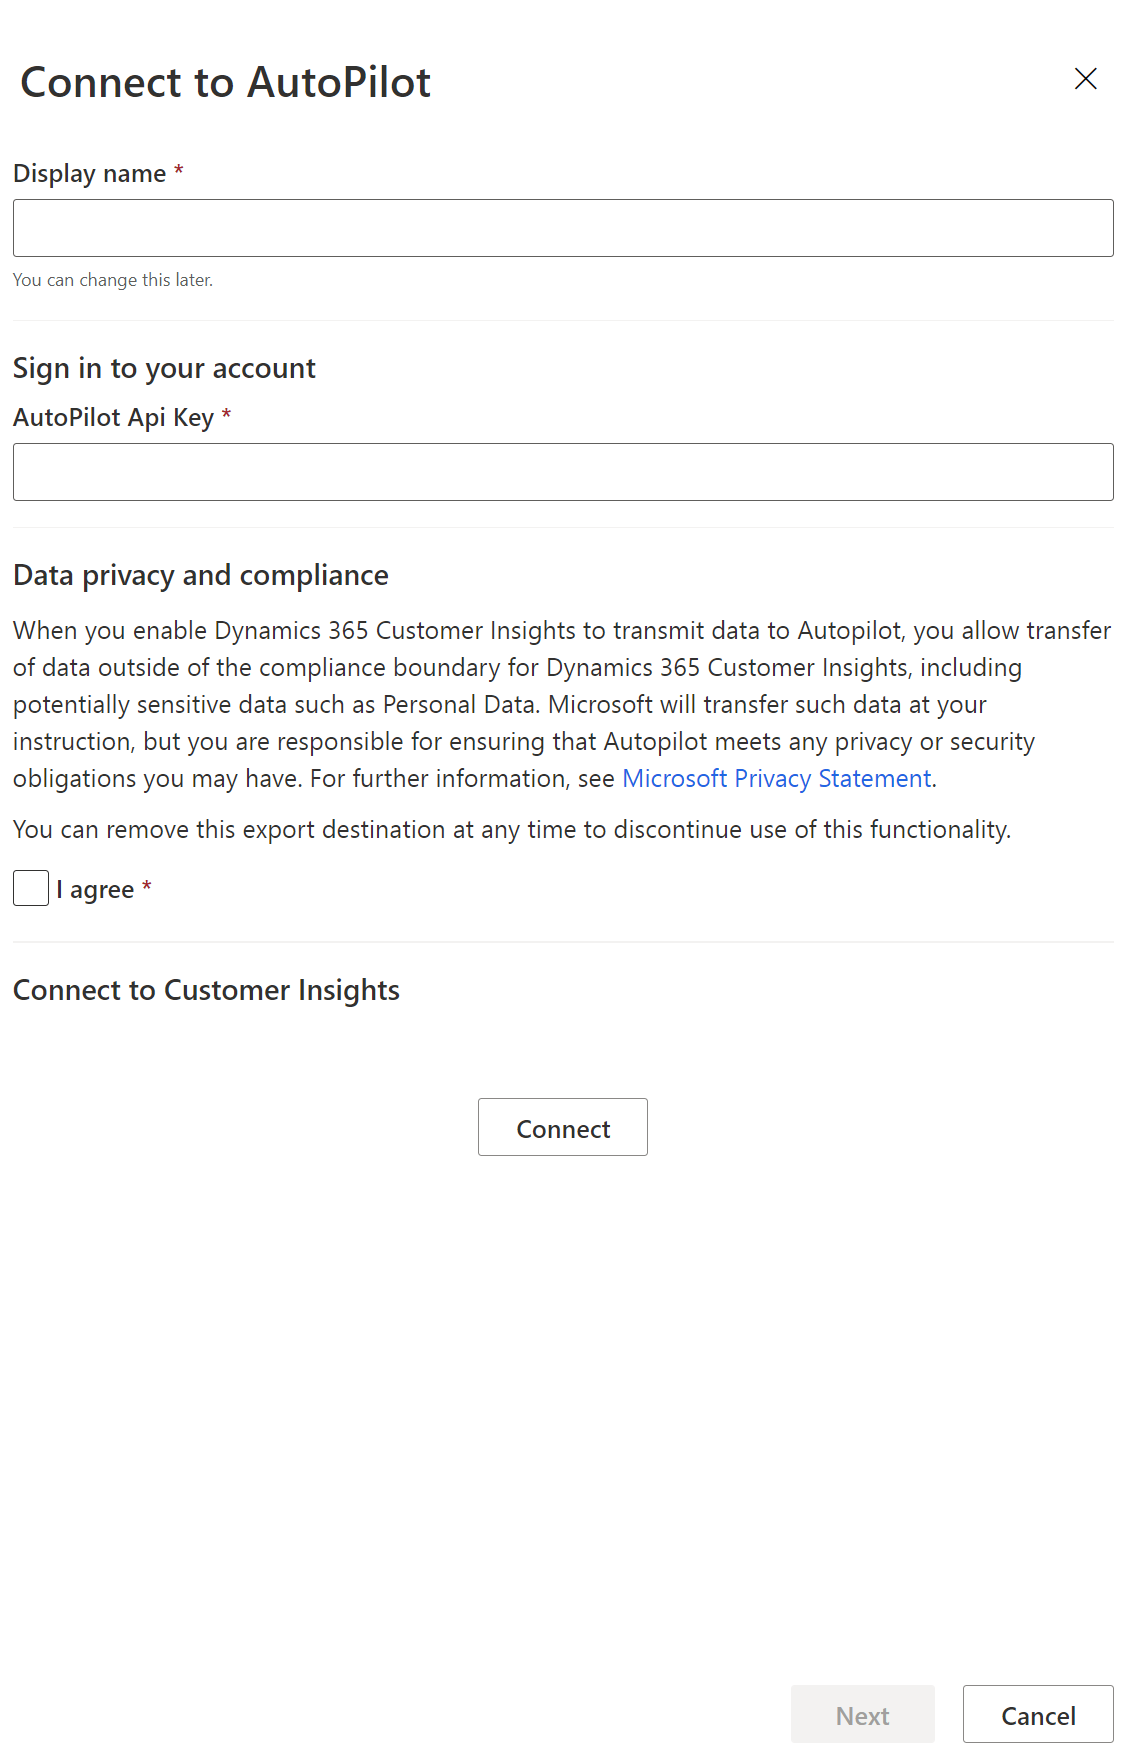 Connect to AutoPilot
Display name *
You can change this later.
Sign in to your account
AutoPilot Api Key *
Data privacy and compliance
When you enable Dynamics 365 Customer Insights to transmit data to Autopilot, you allow transfer
of data outside of the compliance boundary for Dynamics 365 Customer Insights, including
potentially sensitive data such as Personal Data. Microsoft will transfer such data at your
instruction, but you are responsible for ensuring that Autopilot meets any privacy or security
obligations you may have. For further information, see Microsoft Privacy Statement.
You can remove this export destination at any time to discontinue use of this functionality.
I agree *
Connect to Customer Insights
Connect
Next
Cancel